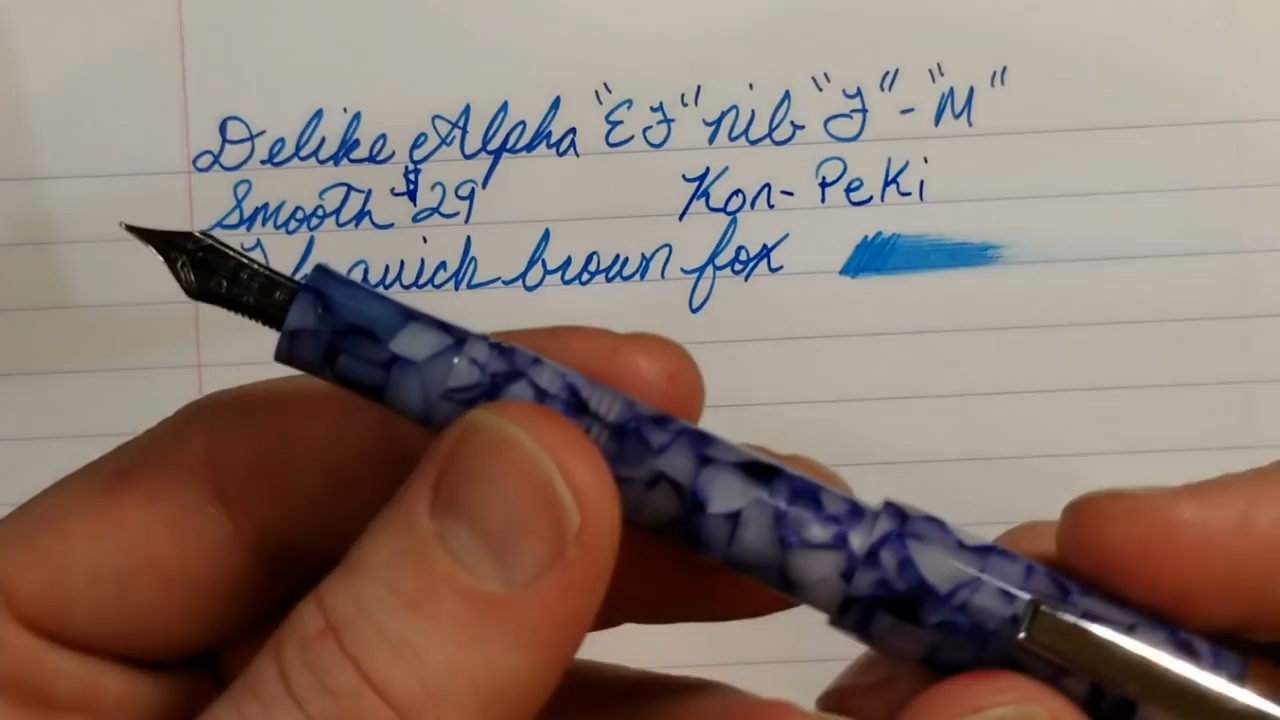 Delike Alpha "EF" nib "F" - "M"
Smooth $29 Kon-Peki
quick brown fox